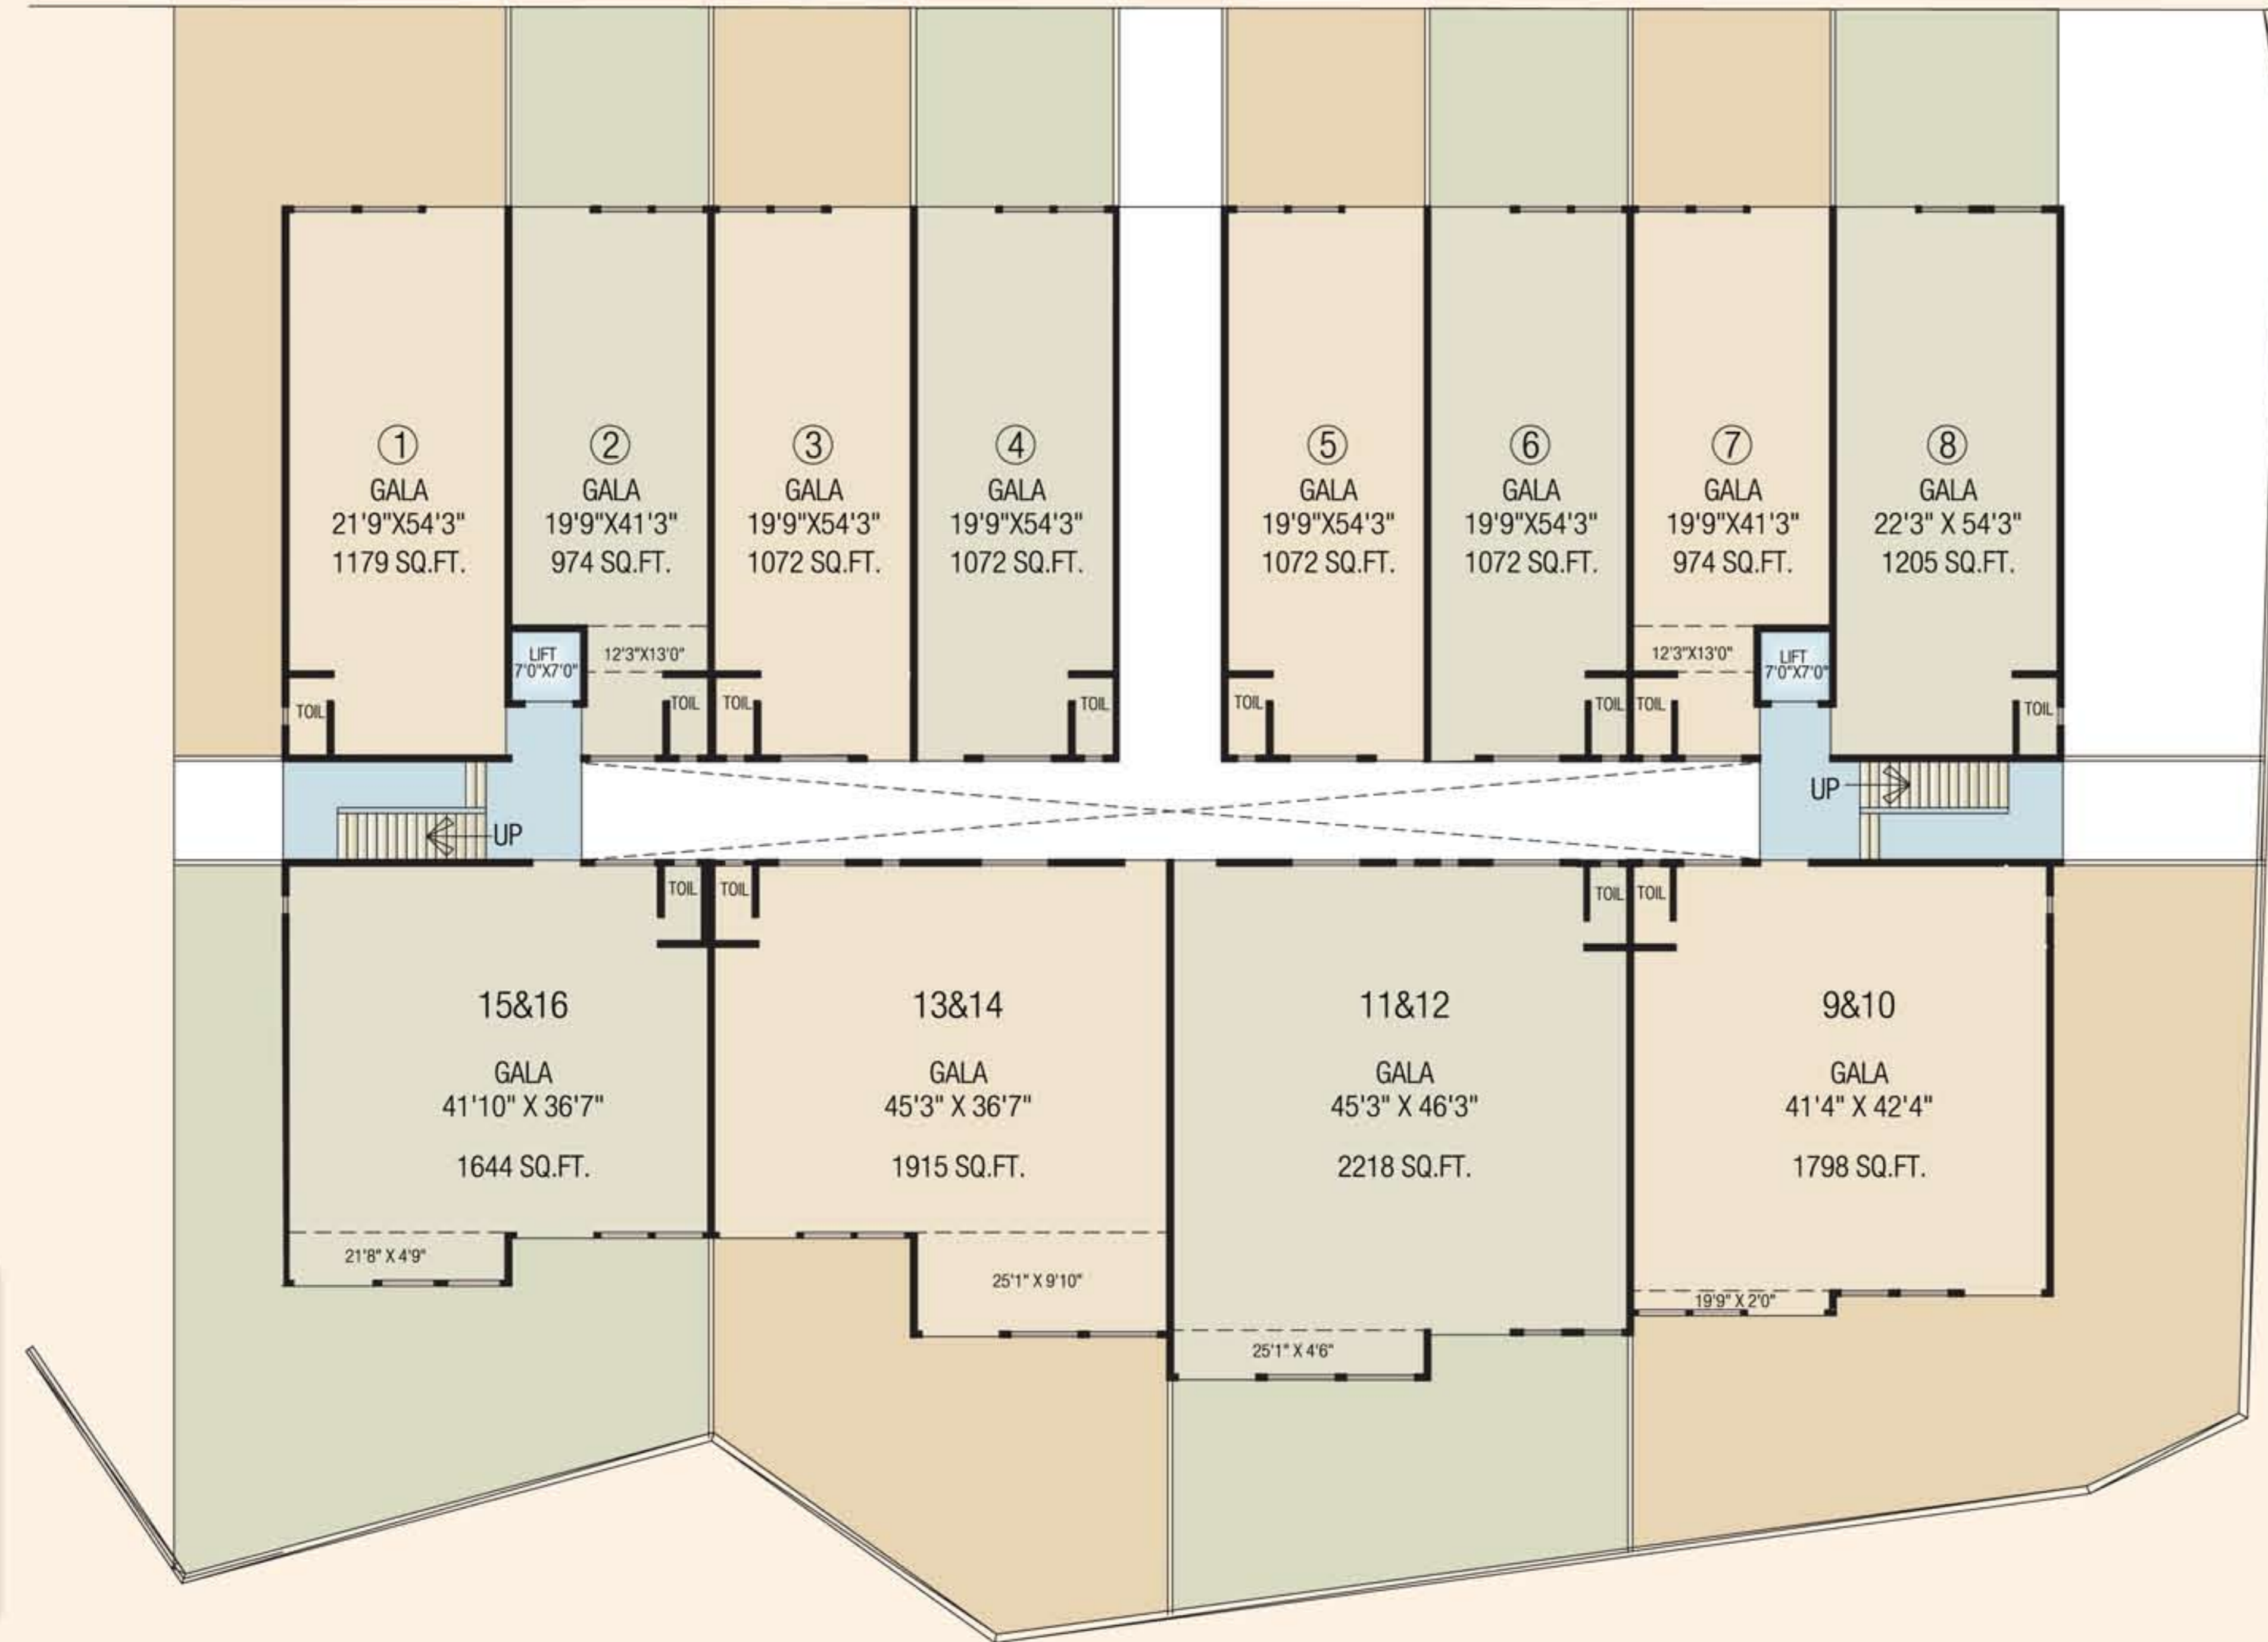 1
GALA
21'9"X54'3"
1179 SQ.FT.
2
GALA
19'9"X41'3"
974 SQ.FT.
3
GALA
19'9"X54'3"
1072 SQ.FT.
4
GALA
19'9"X54'3"
1072 SQ.FT.
5
GALA
19'9"X54'3"
1072 SQ.FT.
6
GALA
19'9"X54'3"
1072 SQ.FT.
7
GALA
19'9"X41'3"
974 SQ.FT.
8
GALA
22'3" X 54'3"
1205 SQ.FT.
LIFT
7'0"X7'0"
12'3"X13'0"
12'3"X13'0"
LIFT
7'0"X7'0"
TOIL
TOIL
TOIL
TOIL
TOIL
TOIL
TOIL
TOIL
UP
UP
TOIL
TOIL
TOIL
TOIL
15&16
GALA
41'10" X 36'7"
1644 SQ.FT.
13&14
GALA
45'3" X 36'7"
1915 SQ.FT.
11&12
GALA
45'3" X 46'3"
2218 SQ.FT.
9&10
GALA
41'4" X 42'4"
1798 SQ.FT.
21'8" X 4'9"
25'1" X 9'10"
25'1" X 4'6"
19'9" X 2'0"